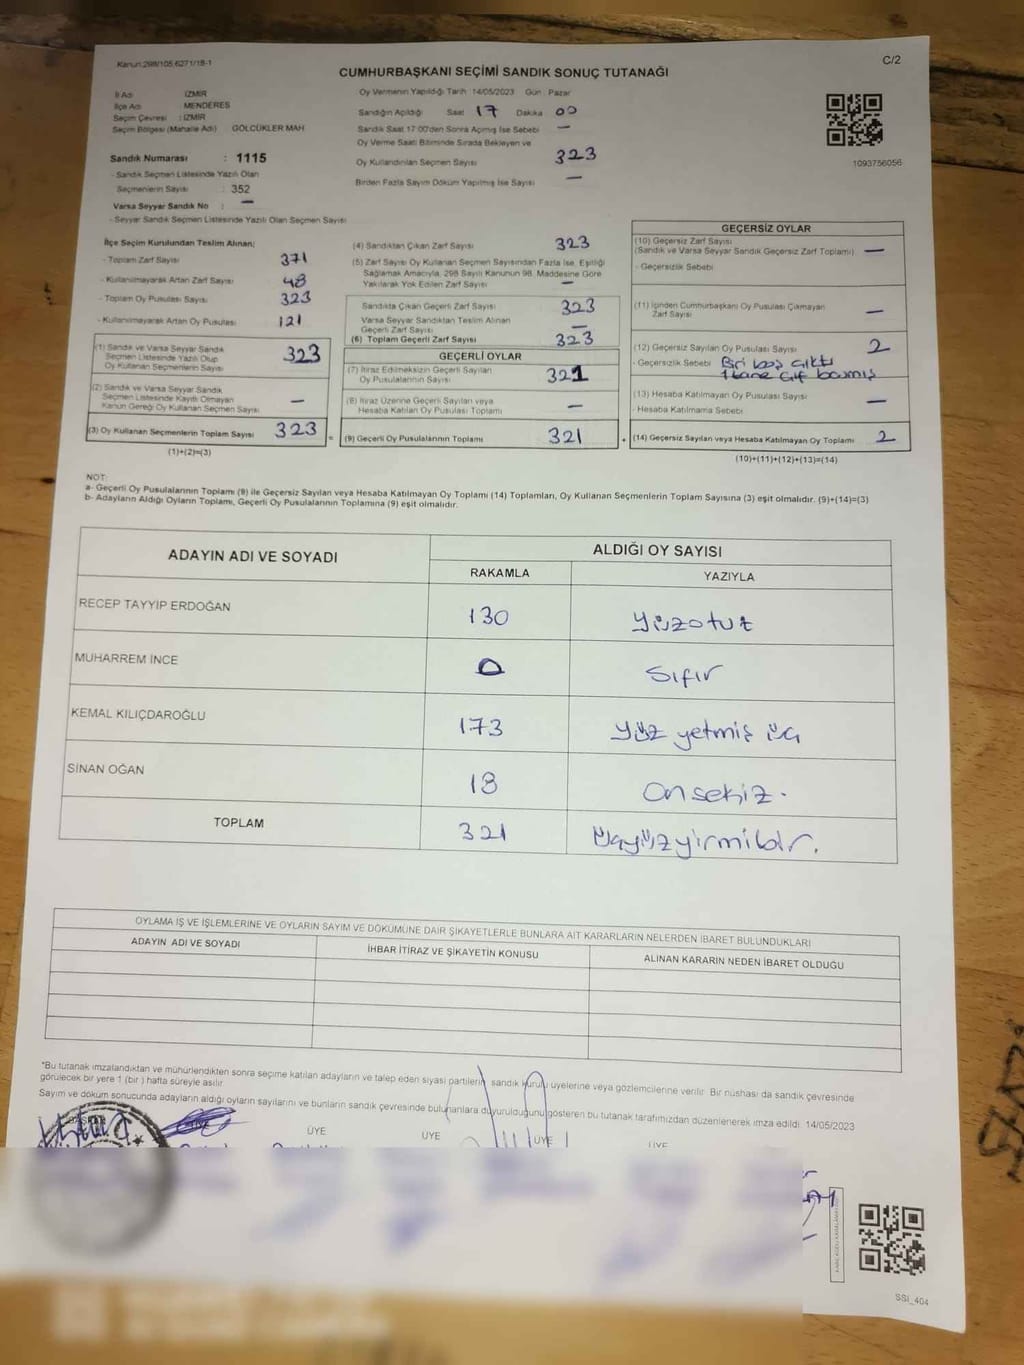 Kanun:298/105,6271/18-1
C/2
CUMHURBAŞKANI SEÇİMİ SANDIK SONUÇ TUTANAĞI
İl Adı : İZMİR
İlçe Adı : MENDERES
Seçim Çevresi : İZMİR
Seçim Bölgesi (Mahalle Adı) GÖLCÜKLER MAH.
Sandık Numarası : 1115
- Sandık Seçmen Listesinde Yazılı Olan
Seçmenlerin Sayısı : 352
Varsa Seyyar Sandık No : —
- Seyyar Sandık Seçmen Listesinde Yazılı Olan Seçmen Sayısı
Oy Vermenin Yapıldığı Tarih 14/05/2023 Gün : Pazar
Sandığın Açıldığı Saat 17 Dakika 00
Sandık Saat 17:00'den Sonra Açılmış İse Sebebi —
Oy Verme Saati Bitiminde Sırada Bekleyen ve
Oy Kullandırılan Seçmen Sayısı 323
Birden Fazla Sayım Döküm Yapılmış İse Sayısı —
1093756056
İlçe Seçim Kurulundan Teslim Alınan;
- Toplam Zarf Sayısı 371
- Kullanılmayarak Artan Zarf Sayısı 48
- Toplam Oy Pusulası Sayısı 323
- Kullanılmayarak Artan Oy Pusulası 121
(1) Sandık ve Varsa Seyyar Sandık
Seçmen Listesinde Yazılı Olup
Oy Kullanan Seçmenlerin Sayısı 323
(2) Sandık ve Varsa Seyyar Sandık
Seçmen Listesinde Kayıtlı Olmayan
Kanun Gereği Oy Kullanan Seçmen Sayısı —
(3) Oy Kullanan Seçmenlerin Toplam Sayısı 323
(1)+(2)=(3)
(4) Sandıktan Çıkan Zarf Sayısı 323
(5) Zarf Sayısı Oy Kullanan Seçmen Sayısından Fazla İse, Eşitliği
Sağlamak Amacıyla, 298 Sayılı Kanunun 98. Maddesine Göre
Yakılarak Yok Edilen Zarf Sayısı —
Sandıkta Çıkan Geçerli Zarf Sayısı 323
Varsa Seyyar Sandıktan Teslim Alınan
Geçerli Zarf Sayısı —
(6) Toplam Geçerli Zarf Sayısı 323
GEÇERLİ OYLAR
(7) İtiraz Edilmeksizin Geçerli Sayılan
Oy Pusulalarının Sayısı 321
(8) İtiraz Üzerine Geçerli Sayılan veya
Hesaba Katılan Oy Pusulası Toplamı —
= (9) Geçerli Oy Pusulalarının Toplamı 321
GEÇERSİZ OYLAR
(10) Geçersiz Zarf Sayısı
(Sandık ve Varsa Seyyar Sandık Geçersiz Zarf Toplamı) —
- Geçersizlik Sebebi
(11) İçinden Cumhurbaşkanı Oy Pusulası Çıkmayan
Zarf Sayısı —
(12) Geçersiz Sayılan Oy Pusulası Sayısı 2
- Geçersizlik Sebebi Biri boş çıktı
1 tane çif basmış
(13) Hesaba Katılmayan Oy Pusulası Sayısı —
- Hesaba Katılmama Sebebi
+ (14) Geçersiz Sayılan veya Hesaba Katılmayan Oy Toplamı 2
(10)+(11)+(12)+(13)=(14)
NOT:
a- Geçerli Oy Pusulalarının Toplamı (9) ile Geçersiz Sayılan veya Hesaba Katılmayan Oy Toplamı (14) Toplamları, Oy Kullanan Seçmenlerin Toplam Sayısına (3) eşit olmalıdır. (9)+(14)=(3)
b- Adayların Aldığı Oyların Toplamı, Geçerli Oy Pusulalarının Toplamına (9) eşit olmalıdır.
ADAYIN ADI VE SOYADI
ALDIĞI OY SAYISI
RAKAMLA YAZIYLA
RECEP TAYYİP ERDOĞAN 130 yüzotuz
MUHARREM İNCE 0 sıfır
KEMAL KILIÇDAROĞLU 173 yüz yetmiş üç
SİNAN OĞAN 18 onsekiz.
TOPLAM 321 üçyüzyirmibir.
OYLAMA İŞ VE İŞLEMLERİNE VE OYLARIN SAYIM VE DÖKÜMÜNE DAİR ŞİKAYETLERLE BUNLARA AİT KARARLARIN NELERDEN İBARET BULUNDUKLARI
ADAYIN ADI VE SOYADI İHBAR İTİRAZ VE ŞİKAYETİN KONUSU ALINAN KARARIN NEDEN İBARET OLDUĞU
*Bu tutanak imzalandıktan ve mühürlendikten sonra seçime katılan adayların ve talep eden siyasi partilerin, sandık kurulu üyelerine veya gözlemcilerine verilir. Bir nüshası da sandık çevresinde
görülecek bir yere 1 (bir) hafta süreyle asılır.
Sayım ve döküm sonucunda adayların aldığı oyların sayılarını ve bunların sandık çevresinde bulunanlara duyurulduğunu gösteren bu tutanak tarafımızdan düzenlenerek imza edildi. 14/05/2023
ÜYE ÜYE ÜYE ÜYE
SSI_404